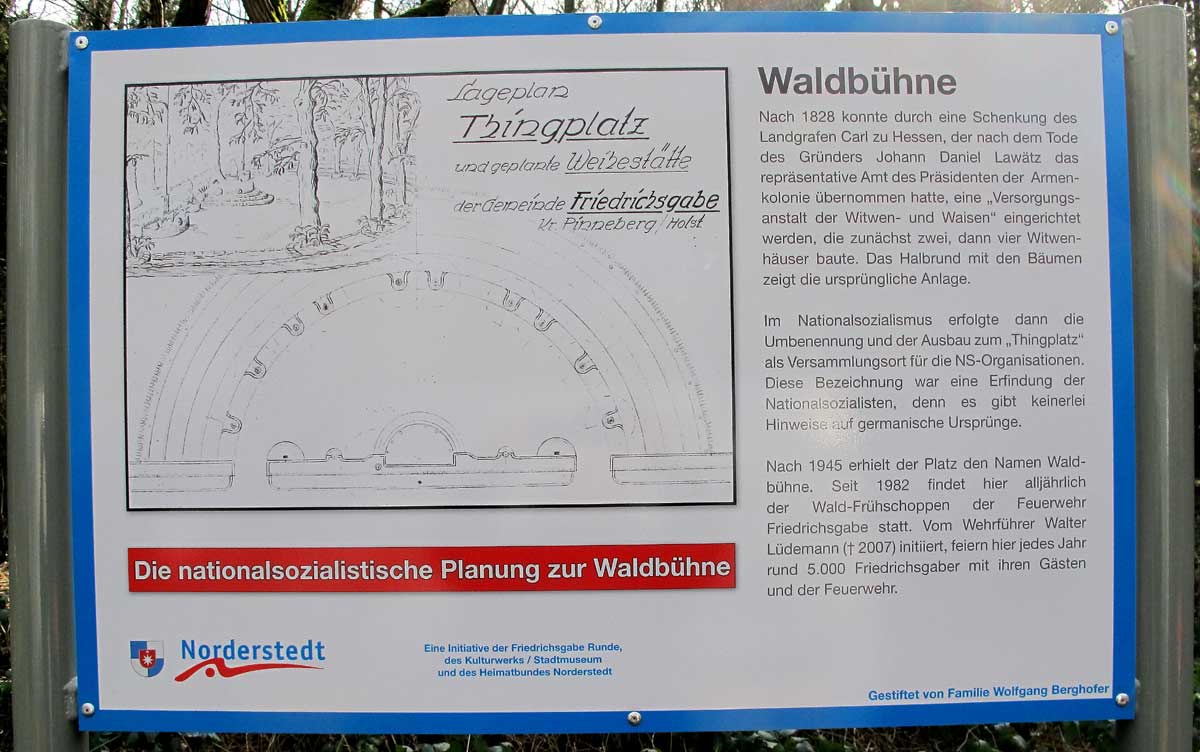 Lageplan
Thingplatz
und geplante Weihestätte
der Gemeinde Friedrichsgabe
Kr. Pinneberg / Holst
Die nationalsozialistische Planung zur Waldbühne
Norderstedt
Eine Initiative der Friedrichsgabe Runde,
des Kulturwerks / Stadtmuseum
und des Heimatbundes Norderstedt
Waldbühne
Nach 1828 konnte durch eine Schenkung des
Landgrafen Carl zu Hessen, der nach dem Tode
des Gründers Johann Daniel Lawätz das
repräsentative Amt des Präsidenten der Armen-
kolonie übernommen hatte, eine „Versorgungs-
anstalt der Witwen- und Waisen“ eingerichtet
werden, die zunächst zwei, dann vier Witwen-
häuser baute. Das Halbrund mit den Bäumen
zeigt die ursprüngliche Anlage.
Im Nationalsozialismus erfolgte dann die
Umbenennung und der Ausbau zum „Thingplatz“
als Versammlungsort für die NS-Organisationen.
Diese Bezeichnung war eine Erfindung der
Nationalsozialisten, denn es gibt keinerlei
Hinweise auf germanische Ursprünge.
Nach 1945 erhielt der Platz den Namen Wald-
bühne. Seit 1982 findet hier alljährlich
der Wald-Frühschoppen der Feuerwehr
Friedrichsgabe statt. Vom Wehrführer Walter
Lüdemann († 2007) initiiert, feiern hier jedes Jahr
rund 5.000 Friedrichsgaber mit ihren Gästen
und der Feuerwehr.
Gestiftet von Familie Wolfgang Berghofer